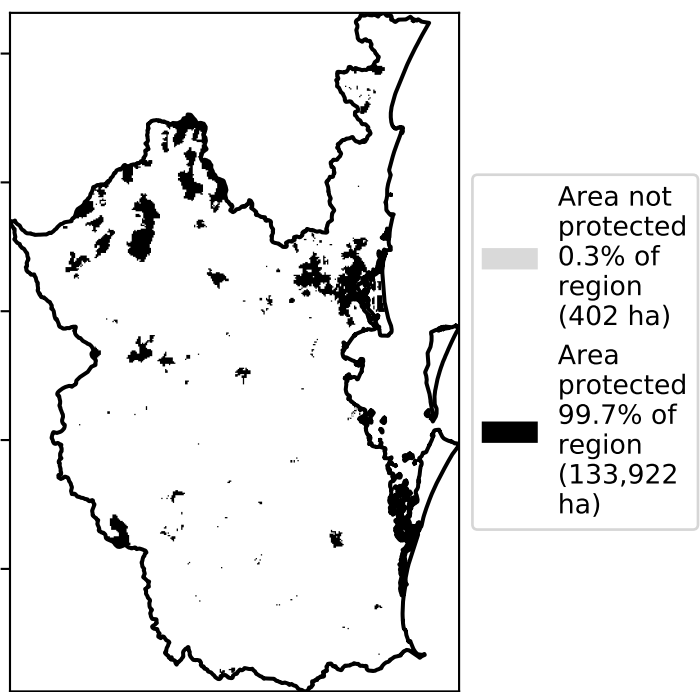 Area not
protected
0.3% of
region
(402 ha)
Area
protected
99.7% of
region
(133,922
ha)